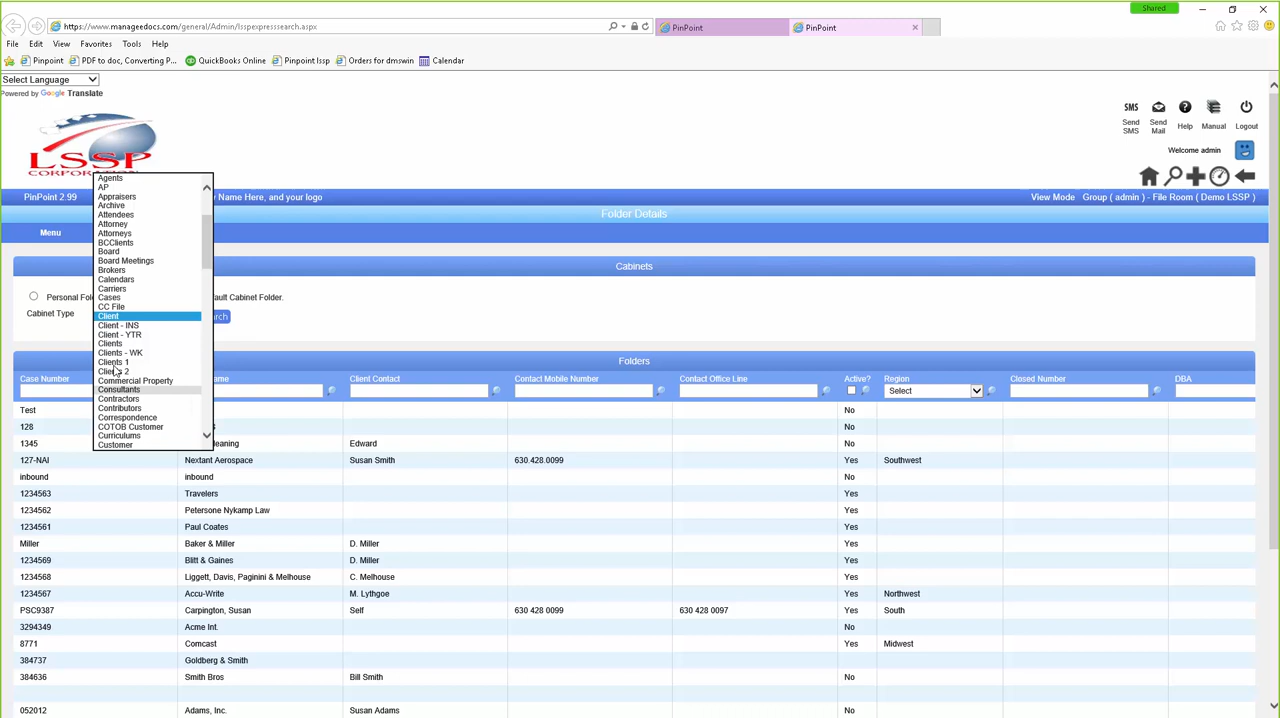 Shared
https://www.manageedocs.com/general/Admin/lsspexpresssearch.aspx
PinPoint
PinPoint
File Edit View Favorites Tools Help
Pinpoint PDF to doc, Converting P... QuickBooks Online Pinpoint lssp Orders for dmswin Calendar
Select Language
Powered by Google Translate
SMS
Send SMS
Send Mail
Help
Manual
Logout
LSSP
CORPORATION
Welcome admin
PinPoint 2.99
Name Here, and your logo
View Mode Group ( admin ) - File Room ( Demo LSSP )
Folder Details
Menu
Cabinets
Personal Fol
ault Cabinet Folder.
Cabinet Type
rch
Agents
AP
Appraisers
Archive
Attendees
Attorney
Attorneys
BCClients
Board
Board Meetings
Brokers
Calendars
Carriers
Cases
CC File
Client
Client - INS
Client - YTR
Clients
Clients - WK
Clients 1
Clients 2
Commercial Property
Consultants
Contractors
Contributors
Correspondence
COTOB Customer
Curriculums
Customer
Folders
Case Number ame Client Contact Contact Mobile Number Contact Office Line Active? Region Closed Number DBA
Select
Test No
128 No
1345 eaning Edward No
127-NAI Nextant Aerospace Susan Smith 630.428.0099 Yes Southwest
inbound inbound No
1234563 Travelers Yes
1234562 Petersone Nykamp Law Yes
1234561 Paul Coates Yes
Miller Baker & Miller D. Miller Yes
1234569 Blitt & Gaines D. Miller Yes
1234568 Liggett, Davis, Paginini & Melhouse C. Melhouse Yes
1234567 Accu-Write M. Lythgoe Yes Northwest
PSC9387 Carpington, Susan Self 630 428 0099 630 428 0097 Yes South
3294349 Acme Int. No
8771 Comcast Yes Midwest
384737 Goldberg & Smith
384636 Smith Bros Bill Smith No
052012 Adams, Inc. Susan Adams No